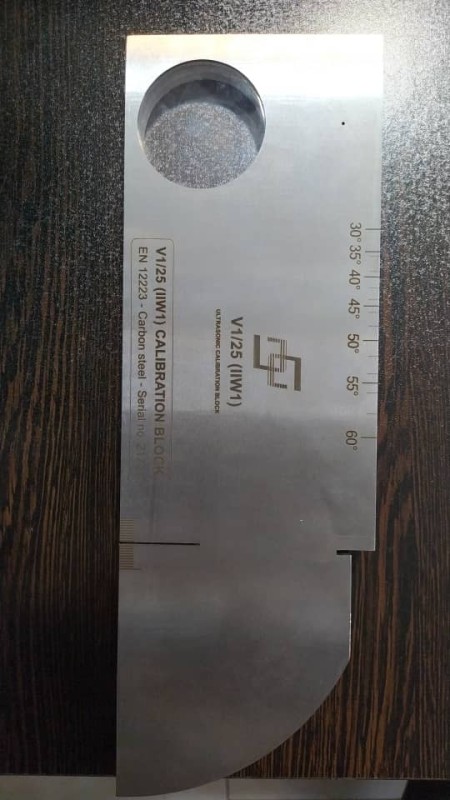 30° 35° 40° 45° 50° 55° 60°
V1/25 (IIW1)
ULTRASONIC CALIBRATION BLOCK
V1/25 (IIW1) CALIBRATION BLOCK
EN 12223 - Carbon steel - Serial no.